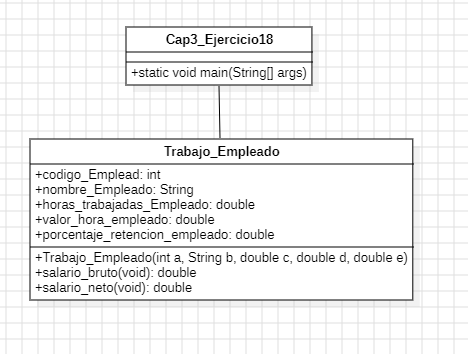 Cap3_Ejercicio18
+static void main(String[] args)
Trabajo_Empleado
+codigo_Emplead: int
+nombre_Empleado: String
+horas_trabajadas_Empleado: double
+valor_hora_empleado: double
+porcentaje_retencion_empleado: double
+Trabajo_Empleado(int a, String b, double c, double d, double e)
+salario_bruto(void): double
+salario_neto(void): double